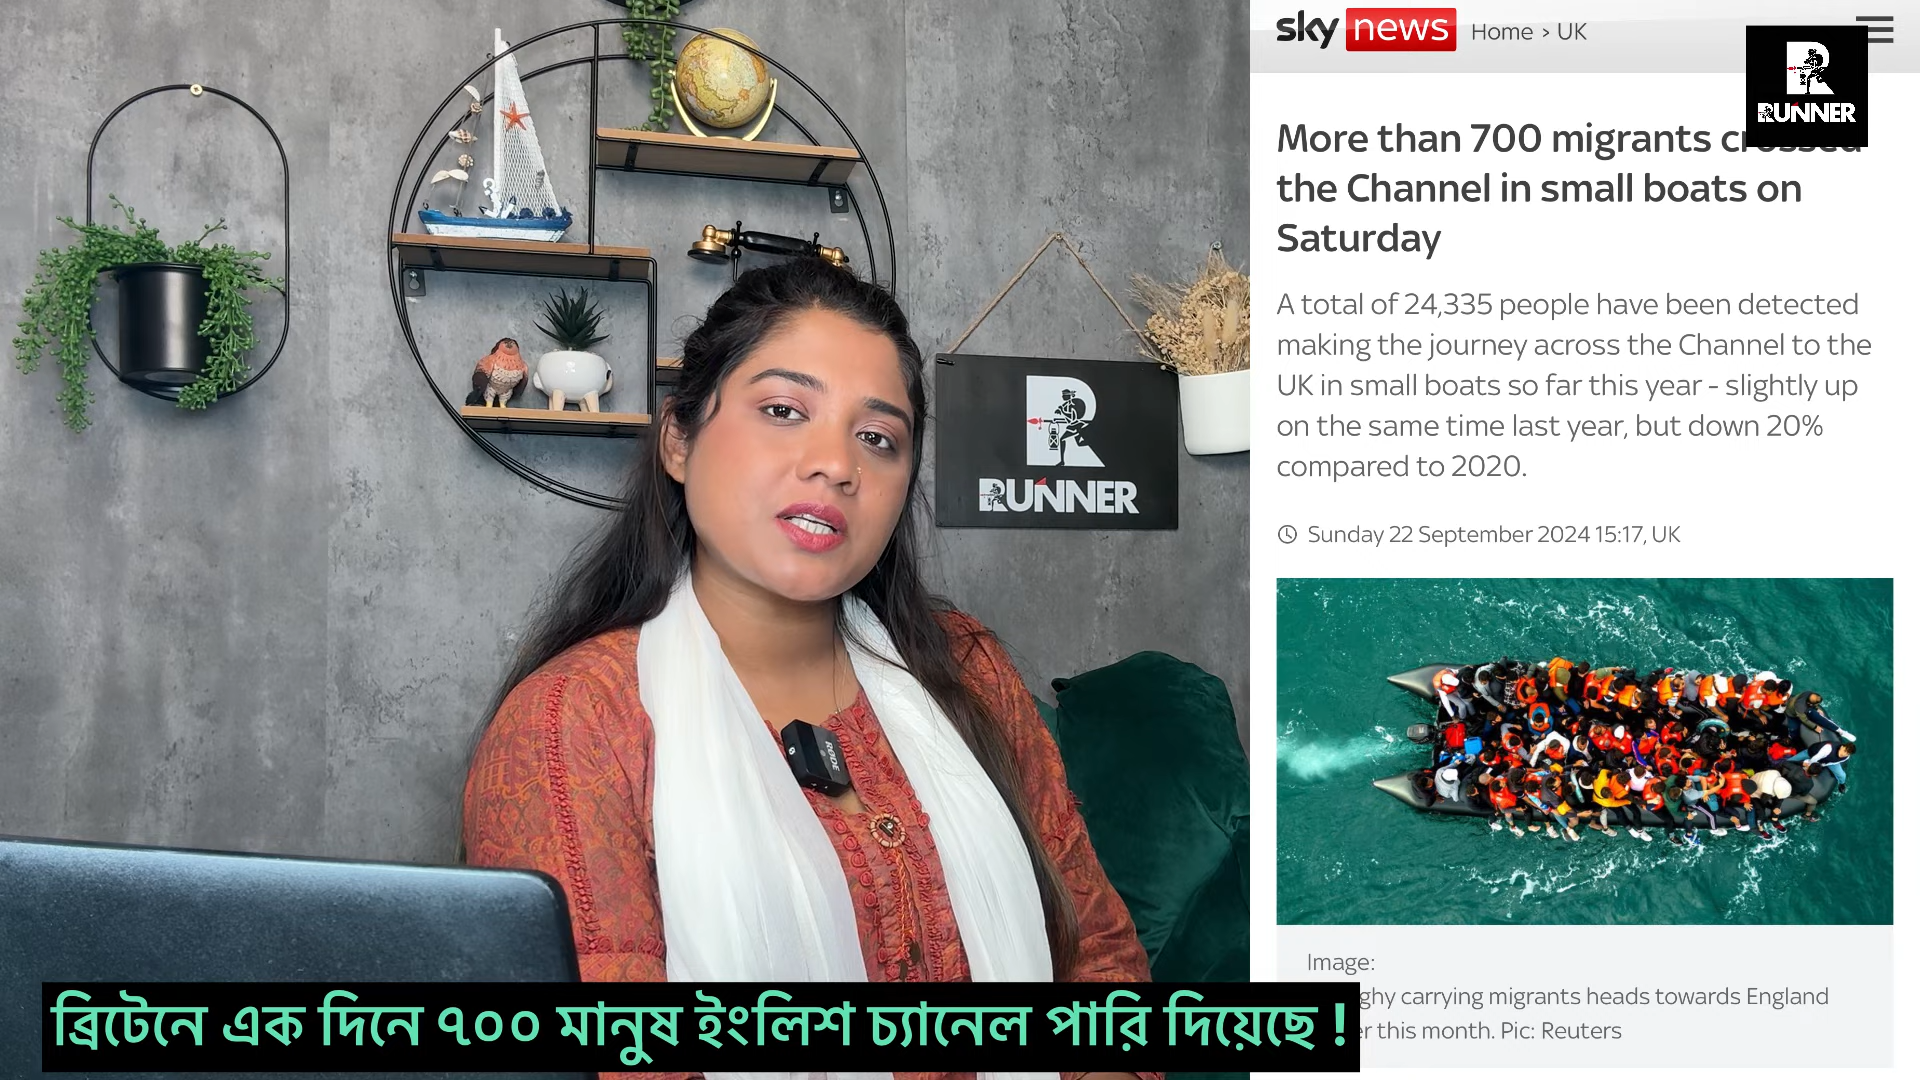 sky news Home > UK
RUNNER
More than 700 migrants crossed
the Channel in small boats on
Saturday
A total of 24,335 people have been detected
making the journey across the Channel to the
UK in small boats so far this year - slightly up
on the same time last year, but down 20%
compared to 2020.
Sunday 22 September 2024 15:17, UK
RUNNER
RODE
Image:
carrying migrants heads towards England
this month. Pic: Reuters
ব্রিটেনে এক দিনে ৭০০ মানুষ ইংলিশ চ্যানেল পারি দিয়েছে !